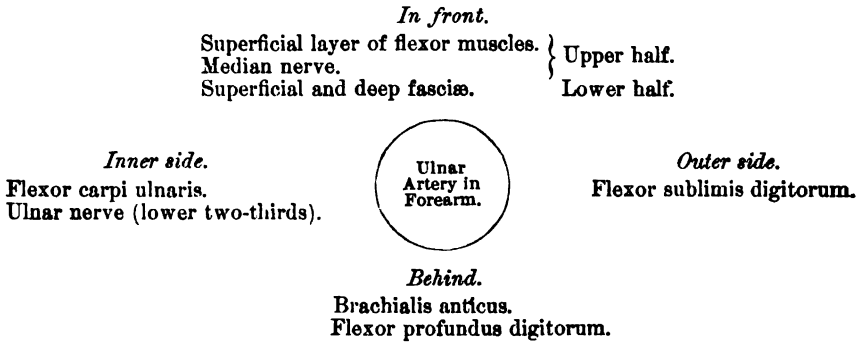 In front.
Superficial layer of flexor muscles. } Upper half.
Median nerve.
Superficial and deep fasciæ. Lower half.
Inner side.
Flexor carpi ulnaris.
Ulnar nerve (lower two-thirds).
Ulnar
Artery in
Forearm.
Outer side.
Flexor sublimis digitorum.
Behind.
Brachialis anticus.
Flexor profundus digitorum.